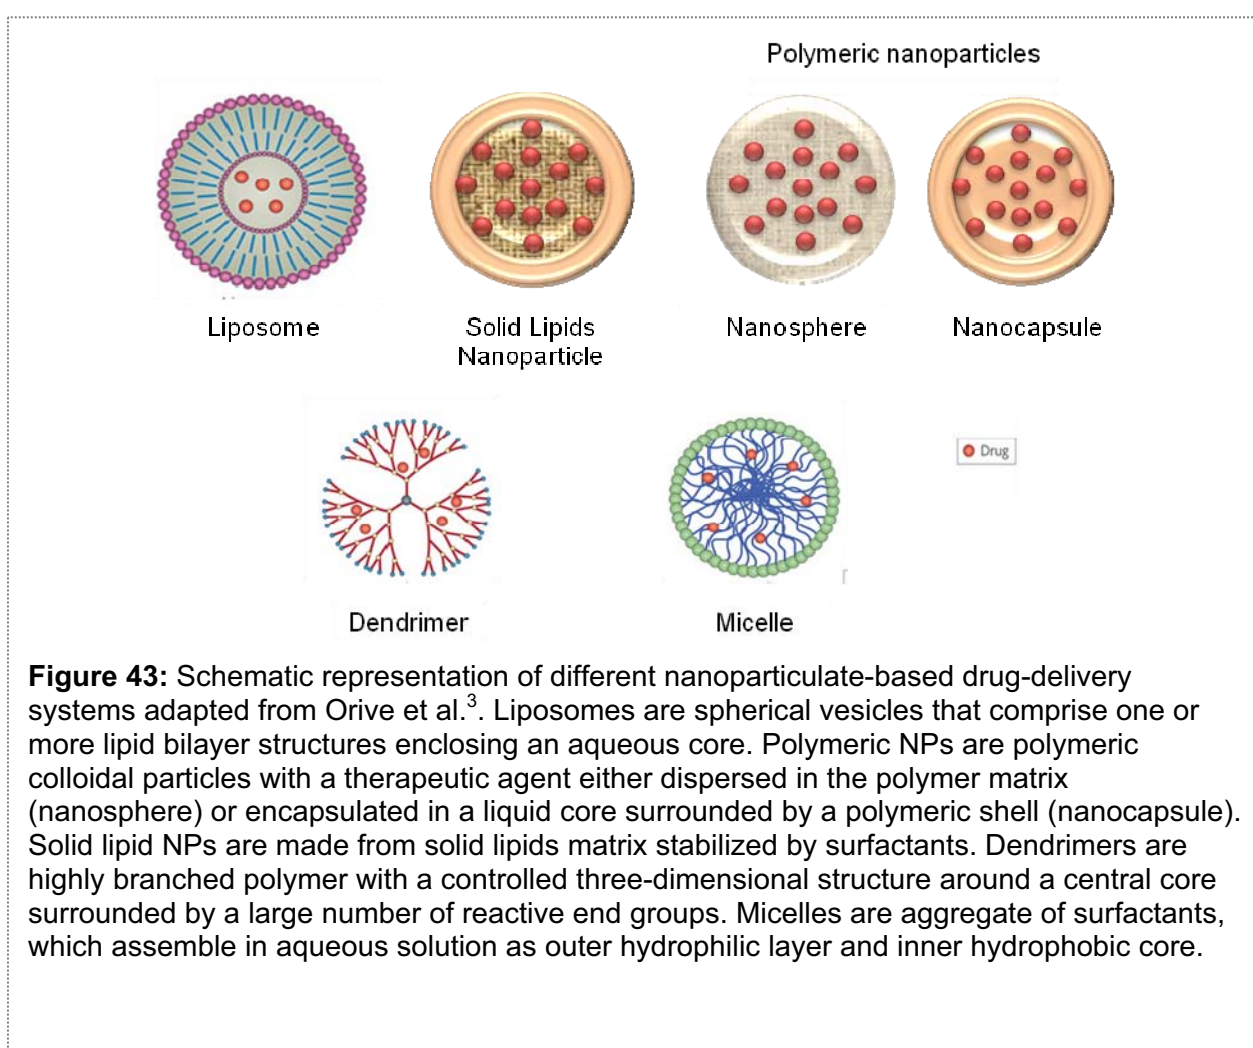 Polymeric nanoparticles
Liposome
Solid Lipids
Nanoparticle
Nanosphere
Nanocapsule
Drug
Dendrimer
Micelle
Figure 43: Schematic representation of different nanoparticulate-based drug-delivery
systems adapted from Orive et al.3. Liposomes are spherical vesicles that comprise one or
more lipid bilayer structures enclosing an aqueous core. Polymeric NPs are polymeric
colloidal particles with a therapeutic agent either dispersed in the polymer matrix
(nanosphere) or encapsulated in a liquid core surrounded by a polymeric shell (nanocapsule).
Solid lipid NPs are made from solid lipids matrix stabilized by surfactants. Dendrimers are
highly branched polymer with a controlled three-dimensional structure around a central core
surrounded by a large number of reactive end groups. Micelles are aggregate of surfactants,
which assemble in aqueous solution as outer hydrophilic layer and inner hydrophobic core.